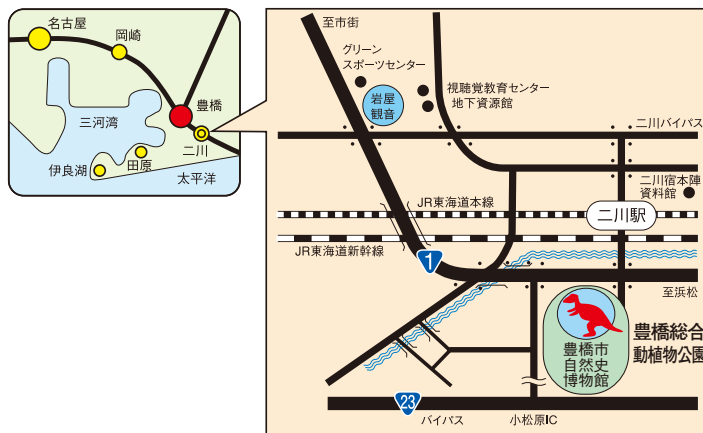 名古屋
岡崎
豊橋
三河湾
二川
伊良湖
田原
太平洋
至市街
グリーン
スポーツセンター
岩屋
観音
視聴覚教育センター
地下資源館
二川バイパス
二川宿本陣
資料館
JR東海道本線
二川駅
JR東海道新幹線
1
至浜松
豊橋総合
動植物公園
豊橋市
自然史
博物館
23
バイパス
小松原IC